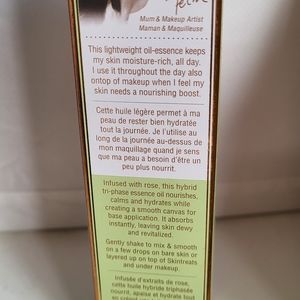 Mum & Makeup Artist
Maman & Maquilleuse
This lightweight oil-essence keeps
my skin moisture-rich, all day.
I use it throughout the day also
ontop of makeup when I feel my
skin needs a nourishing boost.
Cette huile légère permet à ma
peau de rester bien hydratée
tout la journée. Je l'utilise au
long de la journée au-dessus de
mon maquillage quand je sens
que ma peau a besoin d'être un
peu plus nourrit.
Infused with rose, this hybrid
tri-phase essence oil nourishes,
calms and hydrates while
creating a smooth canvas for
base application. It absorbs
instantly, leaving skin dewy
and revitalized.
Gently shake to mix & smooth
on a few drops on bare skin or
layered up on top of Skintreats
and under makeup.
Infusée d'extraits de rose,
cette huile hybride triphasée
nourrit, apaise et hydrate tout